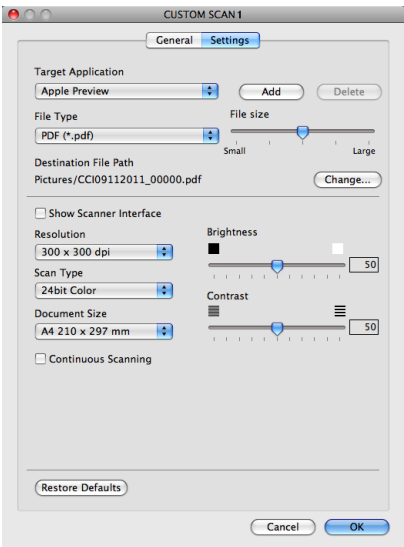 CUSTOM SCAN1
General Settings
Target Application
Apple Preview Add Delete
File Type File size
PDF (*.pdf)
Small Large
Destination File Path
Pictures/CCI09112011_00000.pdf Change...
Show Scanner Interface
Resolution Brightness
300 x 300 dpi
50
Scan Type
24bit Color
Contrast
Document Size
A4 210 x 297 mm 50
Continuous Scanning
Restore Defaults
Cancel OK